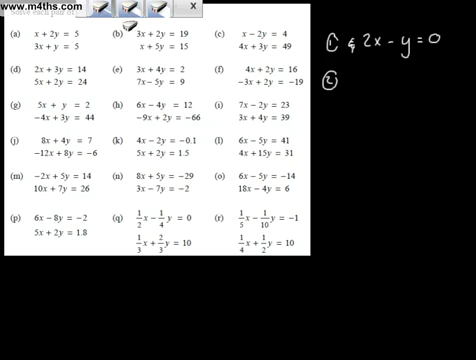 www.m4ths.com
Solve each pair of
(a) x + 2y = 5
3x + y = 5
(b) 3x + 2y = 19
x + 5y = 15
(c) x − 2y = 4
4x + 3y = 49
(d) 2x + 3y = 14
5x + 2y = 24
(e) 3x + 4y = 2
7x − 5y = 9
(f) 4x + 2y = 16
−3x + 2y = −19
(g) 5x + y = 2
−4x + 3y = 44
(h) 6x − 4y = 12
−9x + 2y = −66
(i) 7x − 2y = 23
3x + 4y = 39
(j) 8x + 4y = 7
−12x + 8y = −6
(k) 4x − 2y = −0.1
5x + 2y = 1.5
(l) 6x − 5y = 41
4x + 15y = 31
(m) −2x + 5y = 14
10x + 7y = 26
(n) 8x + 5y = −29
3x − 7y = −2
(o) 6x − 5y = −14
18x − 4y = 6
(p) 6x − 8y = −2
5x + 2y = 1.8
(q) 1/2 x − 1/4 y = 0
1/3 x + 2/3 y = 10
(r) 1/5 x − 1/10 y = −1
1/4 x + 1/2 y = 10
① & 2x − y = 0
②